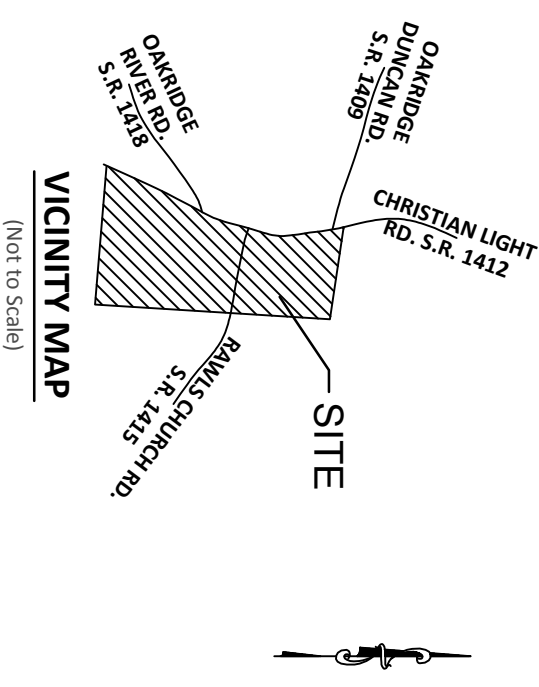 OAKRIDGE
DUNCAN RD.
S.R. 1409
CHRISTIAN LIGHT
RD. S.R. 1412
OAKRIDGE
RIVER RD.
S.R. 1418
SITE
RAWLS CHURCH RD.
S.R. 1415
VICINITY MAP
(Not to Scale)